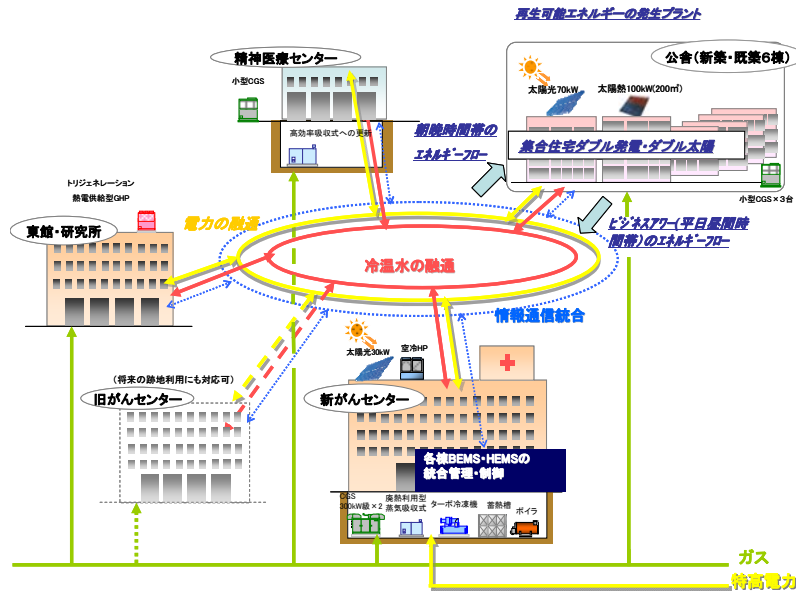 再生可能エネルギーの発生プラント
精神医療センター
公舎(新築・既築6棟)
小型CGS
太陽光70kW
太陽熱100kW(200㎡)
高効率吸収式への更新
朝晩時間帯の
エネルギーフロー
集合住宅ダブル発電・ダブル太陽
小型CGS×3台
トリジェネレーション
熱電供給型GHP
電力の融通
東館・研究所
ビジネスアワー(平日昼間時
間帯)のエネルギーフロー
冷温水の融通
情報通信統合
太陽光30kW
空冷HP
(将来の跡地利用にも対応可)
旧がんセンター
新がんセンター
各棟BEMS・HEMSの
統合管理・制御
CGS
300kW級×2
廃熱利用型
蒸気吸収式
ターボ冷凍機
蓄熱槽
ボイラ
ガス
特高電力